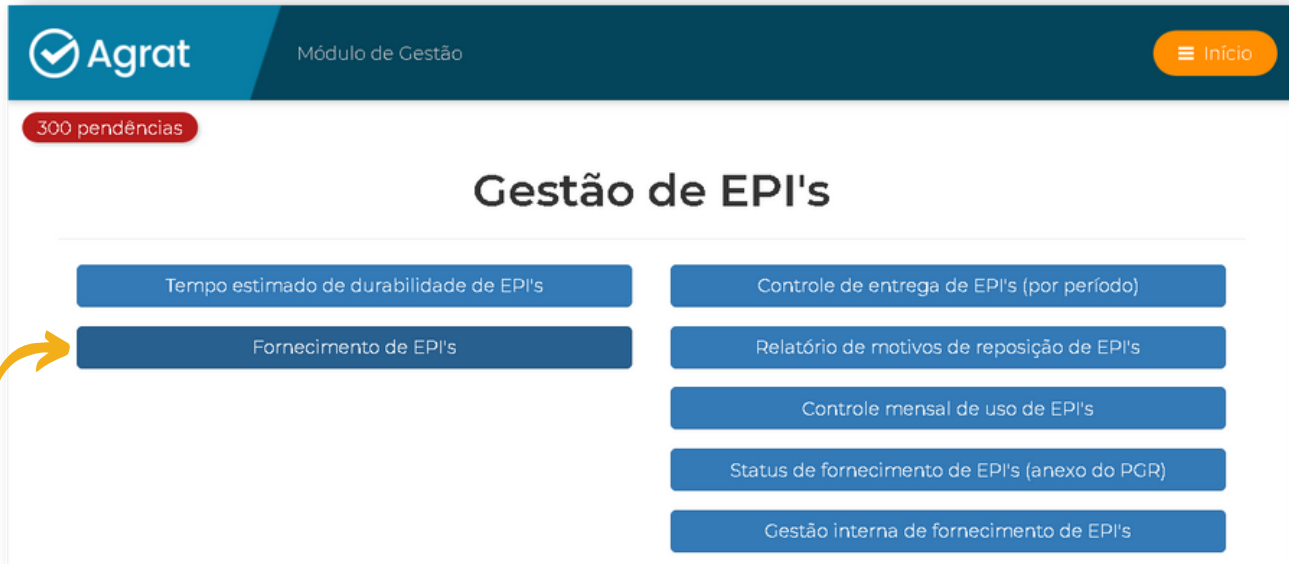 Agrat
Módulo de Gestão
Início
300 pendências
Gestão de EPI's
Tempo estimado de durabilidade de EPI's
Fornecimento de EPI's
Controle de entrega de EPI's (por período)
Relatório de motivos de reposição de EPI's
Controle mensal de uso de EPI's
Status de fornecimento de EPI's (anexo do PGR)
Gestão interna de fornecimento de EPI's